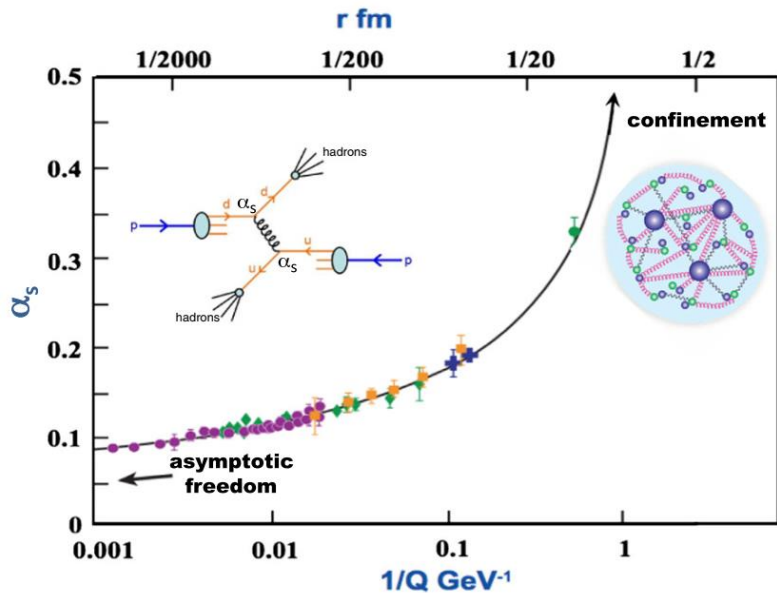 r fm
1/2000
1/200
1/20
1/2
0.5
confinement
hadrons
d
d
αs
0.4
p
u
αs
u
p
hadrons
0.3
αs
0.2
0.1
asymptotic
freedom
0
0.001
0.01
0.1
1
1/Q GeV⁻¹